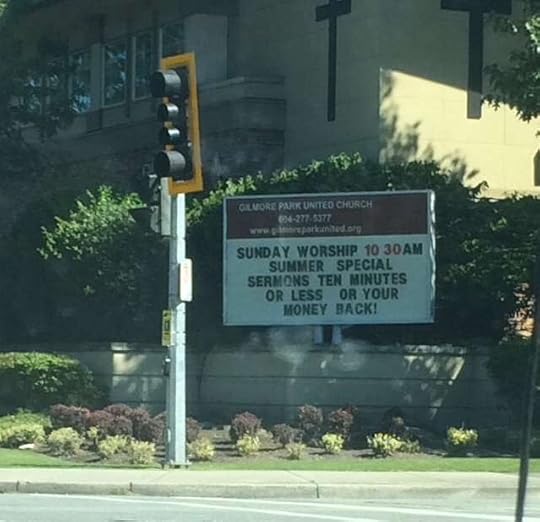 GILMORE PARK UNITED CHURCH
604-277-5377
www.gilmoreparkunited.org
SUNDAY WORSHIP 10 30AM
SUMMER SPECIAL
SERMONS TEN MINUTES
OR LESS OR YOUR
MONEY BACK!